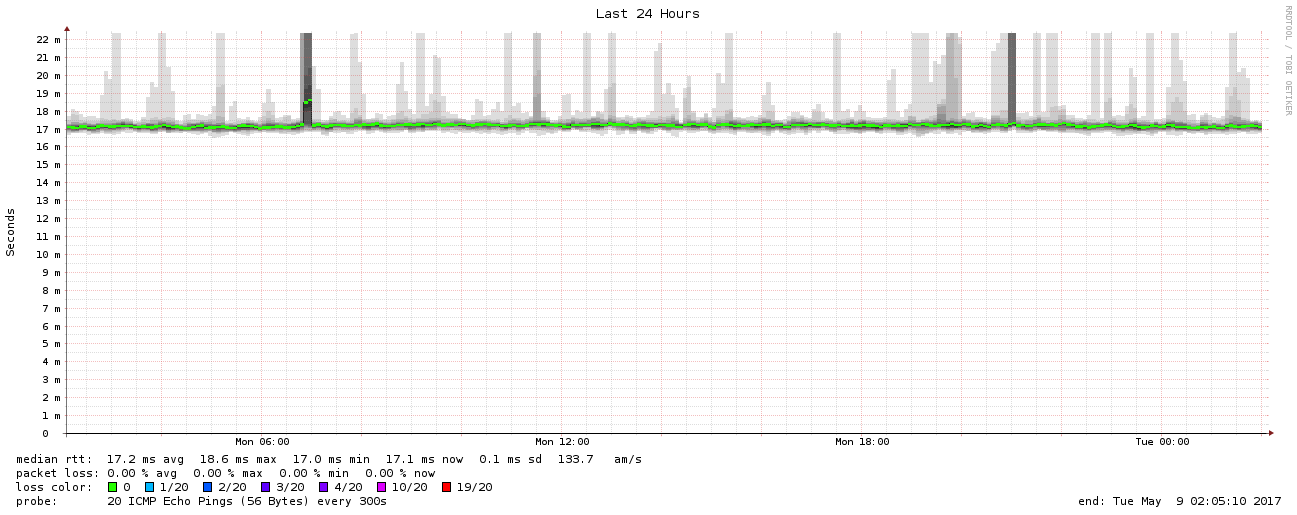 Last 24 Hours
RRDTOOL / TOBI OETIKER
Seconds
22 m
21 m
20 m
19 m
18 m
17 m
16 m
15 m
14 m
13 m
12 m
11 m
10 m
9 m
8 m
7 m
6 m
5 m
4 m
3 m
2 m
1 m
0
Mon 06:00 Mon 12:00 Mon 18:00 Tue 00:00
median rtt: 17.2 ms avg 18.6 ms max 17.0 ms min 17.1 ms now 0.1 ms sd 133.7 am/s
packet loss: 0.00 % avg 0.00 % max 0.00 % min 0.00 % now
loss color: 0 1/20 2/20 3/20 4/20 10/20 19/20
probe: 20 ICMP Echo Pings (56 Bytes) every 300s end: Tue May 9 02:05:10 2017